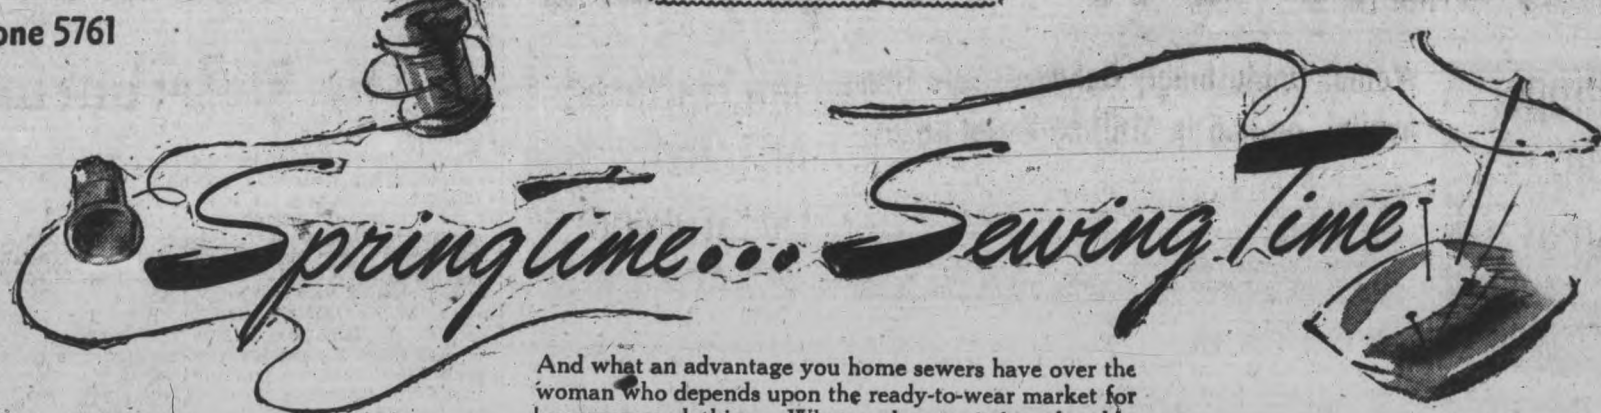 one 5761
SpringTime... Sewing Time
And what an advantage you home sewers have over the
woman who depends upon the ready-to-wear market for